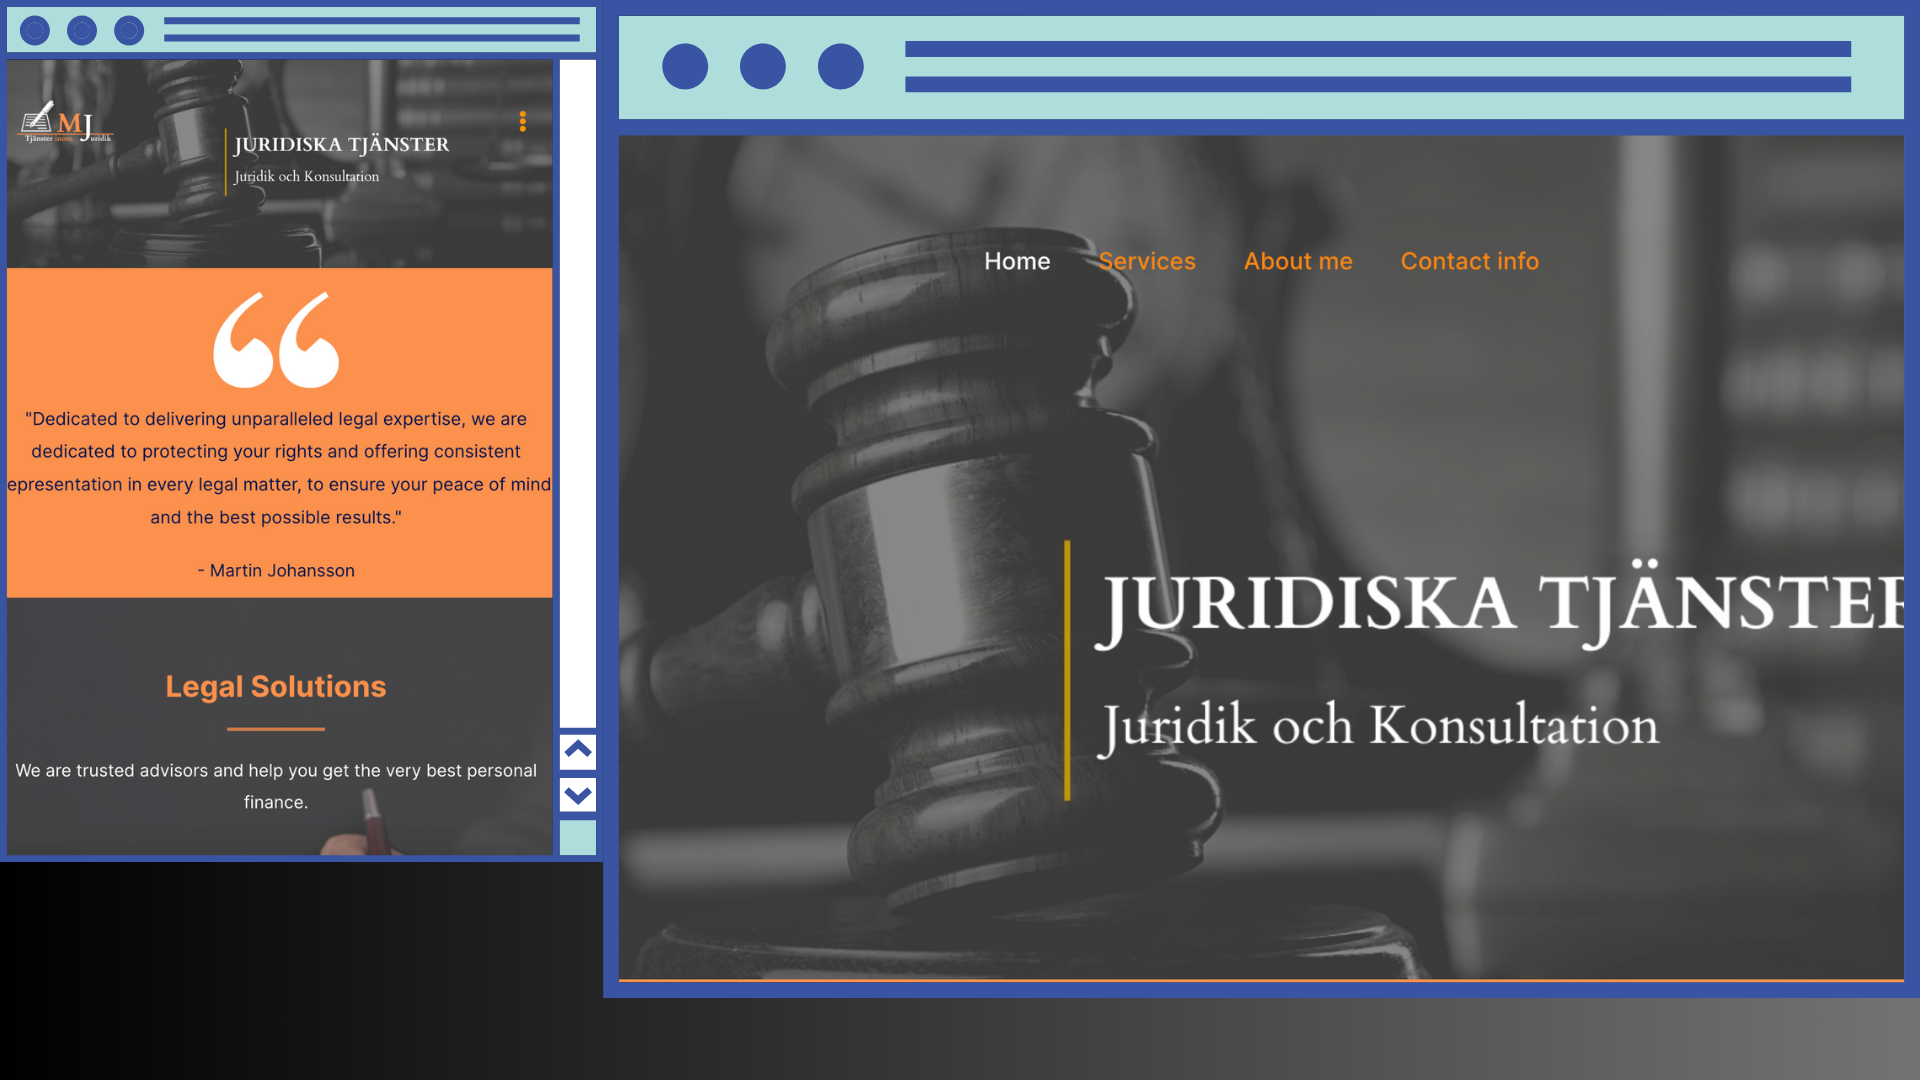 MJ
Tjänster inom Juridik
JURIDISKA TJÄNSTER
Juridik och Konsultation
"Dedicated to delivering unparalleled legal expertise, we are
dedicated to protecting your rights and offering consistent
epresentation in every legal matter, to ensure your peace of mind
and the best possible results."
- Martin Johansson
Legal Solutions
We are trusted advisors and help you get the very best personal
finance.
Home Services About me Contact info
JURIDISKA TJÄNSTER
Juridik och Konsultation